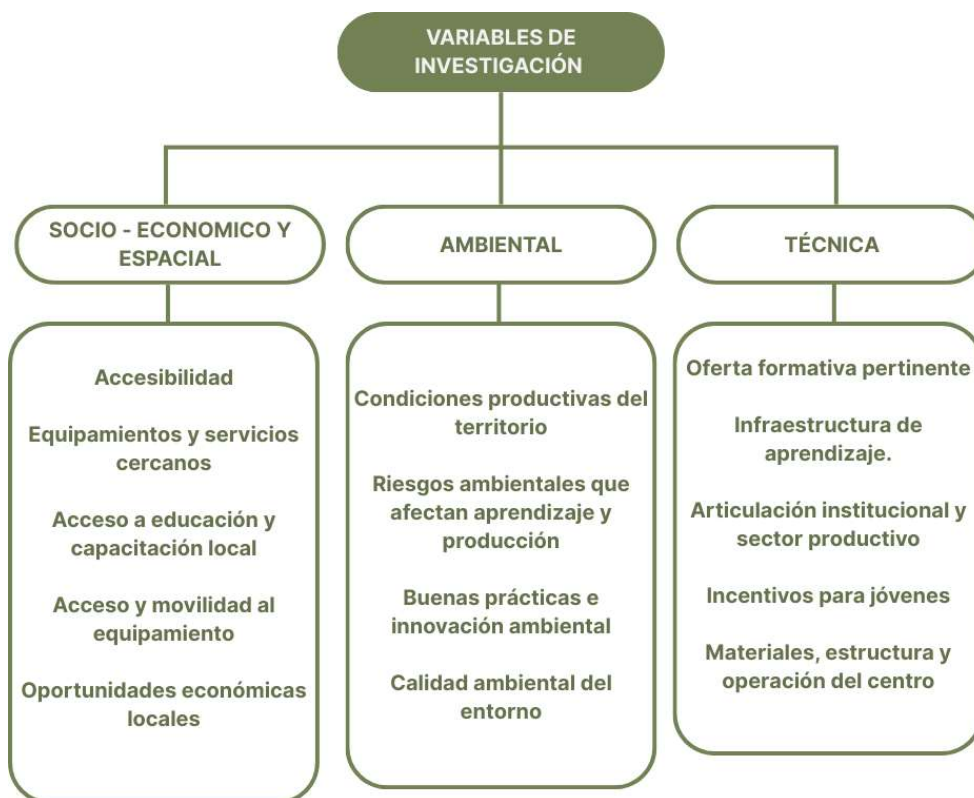 VARIABLES DE
INVESTIGACIÓN
SOCIO - ECONOMICO Y
ESPACIAL
Accesibilidad
Equipamientos y servicios
cercanos
Acceso a educación y
capacitación local
Acceso y movilidad al
equipamiento
Oportunidades económicas
locales
AMBIENTAL
Condiciones productivas del
territorio
Riesgos ambientales que
afectan aprendizaje y
producción
Buenas prácticas e
innovación ambiental
Calidad ambiental del
entorno
TÉCNICA
Oferta formativa pertinente
Infraestructura de
aprendizaje.
Articulación institucional y
sector productivo
Incentivos para jóvenes
Materiales, estructura y
operación del centro